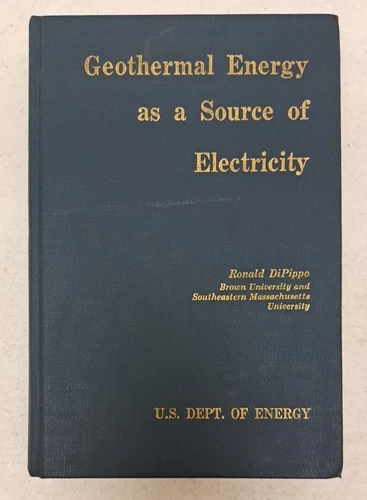 Geothermal Energy
as a Source of
Electricity
Ronald DiPippo
Brown University and
Southeastern Massachusetts
University
U.S. DEPT. OF ENERGY